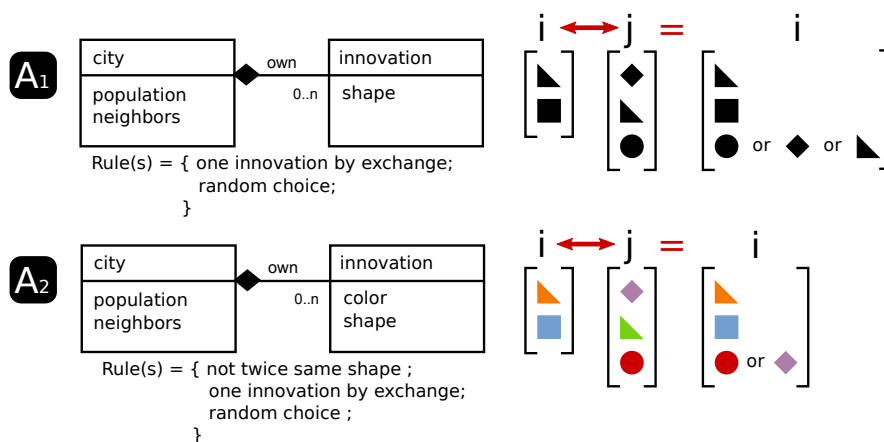 A1
city
population
neighbors
own
0..n
innovation
shape
Rule(s) = { one innovation by exchange;
random choice;
}
i j = i
or or
A2
city
population
neighbors
own
0..n
innovation
color
shape
Rule(s) = { not twice same shape ;
one innovation by exchange;
random choice ;
}
i j = i
or